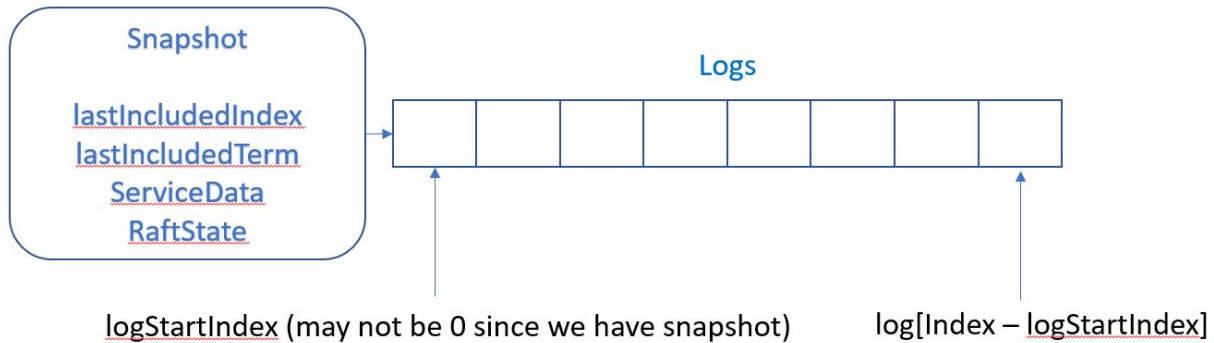 Snapshot
lastIncludedIndex
lastIncludedTerm
ServiceData
RaftState
Logs
logStartIndex (may not be 0 since we have snapshot)
log[Index – logStartIndex]